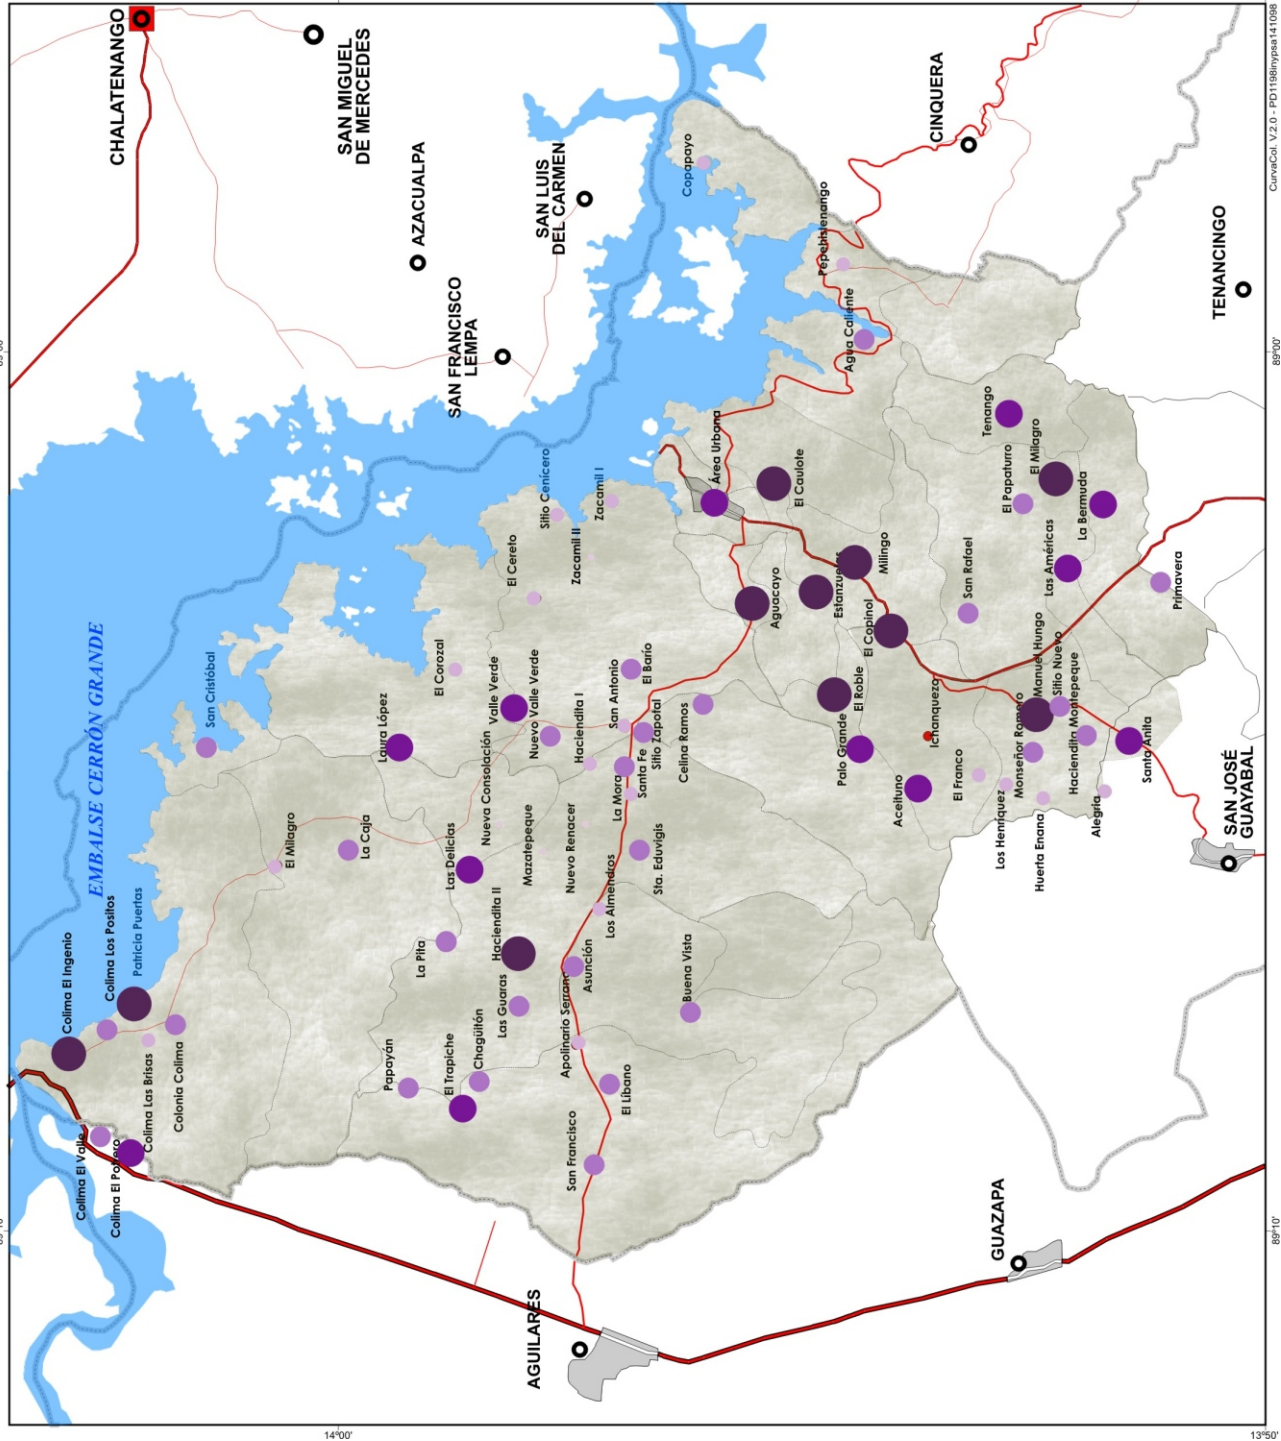 CHALATENANGO
SAN MIGUEL
DE MERCEDES
AZACUALPA
SAN LUIS
DEL CARMEN
SAN FRANCISCO
LEMPA
CINQUERA
TENANCINGO
Copapayo
Pepehistenango
Agua Caliente
Área Urbana
Tenango
El Milagro
El Papaturro
La Bermuda
El Caulote
Sitio Cenicero
Zacamil I
Zacamil II
El Cereto
Milingo
Estanzuelas
Aguacayo
El Copinol
San Rafael
Las Américas
Primavera
EMBALSE CERRÓN GRANDE
San Cristóbal
El Corozal
Laura López
Valle Verde
Nuevo Valle Verde
Haciendita I
San Antonio
El Barío
Sitio Zapotal
Santa Fe
La Mora
Celina Ramos
El Roble
Palo Grande
Ichanquezo
Manuel Hungo
Sitio Nuevo
Haciendita Montepeque
Monseñor Romero
Santa Anita
Aceituno
El Franco
Los Henríquez
Huerta Enana
Alegría
SAN JOSÉ
GUAYABAL
El Milagro
La Caja
Las Delicias
Nueva Consolación
Mazatepeque
Nuevo Renacer
Los Almendros
Sta. Eduvigis
Colima El Ingenio
Colima Los Positos
Patricia Puertas
Colima Las Brisas
Colonia Colima
Colima El Valle
Colima El Potrero
La Pita
Haciendita II
Las Guaras
Asunción
Apolinario Serrano
Buena Vista
Papayán
El Trapiche
Chagüitón
El Líbano
San Francisco
AGUILARES
GUAZAPA
14°00'
13°50'
89°00'
89°10'
CurvaCol. V.2.0 - PD1198inypsa141098